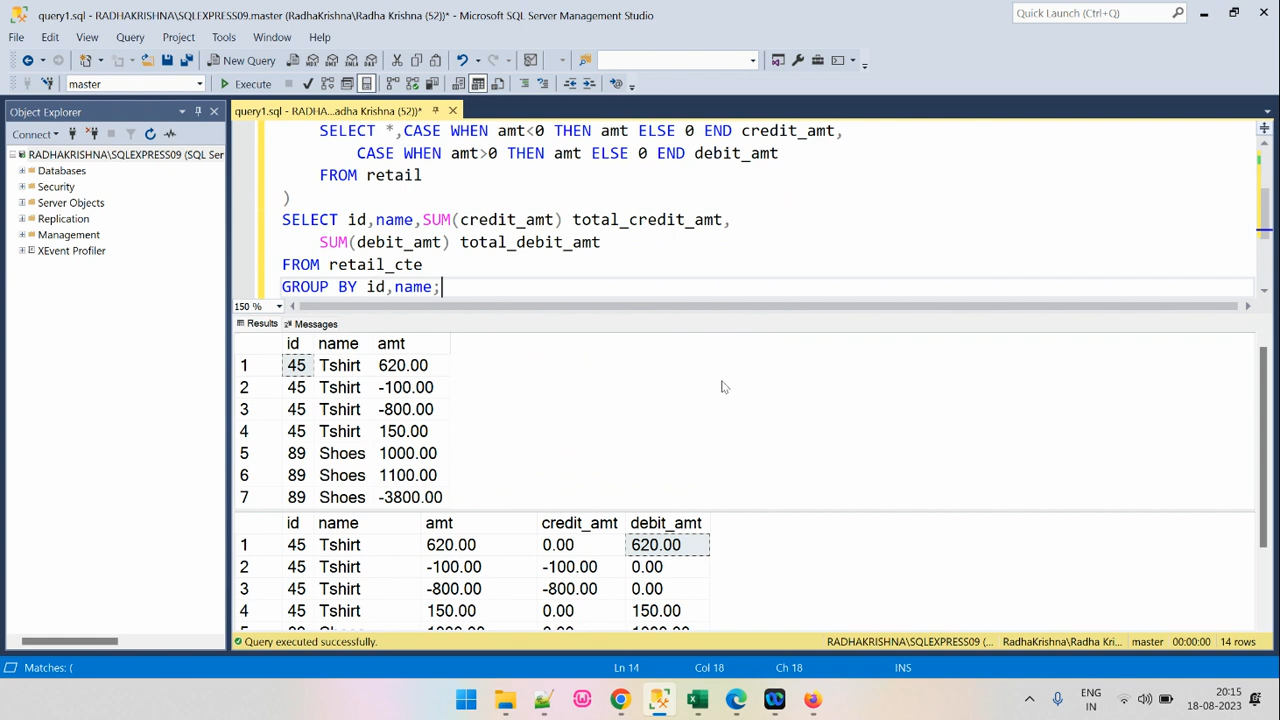 query1.sql - RADHAKRISHNA\SQLEXPRESS09.master (RadhaKrishna\Radha Krishna (52))* - Microsoft SQL Server Management Studio
Quick Launch (Ctrl+Q)
File Edit View Query Project Tools Window Help
New Query
master
Execute
Object Explorer
Connect
RADHAKRISHNA\SQLEXPRESS09 (SQL Ser
Databases
Security
Server Objects
Replication
Management
XEvent Profiler
query1.sql - RADHA...adha Krishna (52))*
SELECT *,CASE WHEN amt<0 THEN amt ELSE 0 END credit_amt,
CASE WHEN amt>0 THEN amt ELSE 0 END debit_amt
FROM retail
)
SELECT id,name,SUM(credit_amt) total_credit_amt,
SUM(debit_amt) total_debit_amt
FROM retail_cte
GROUP BY id,name;
150 %
Results Messages
id name amt
1 45 Tshirt 620.00
2 45 Tshirt -100.00
3 45 Tshirt -800.00
4 45 Tshirt 150.00
5 89 Shoes 1000.00
6 89 Shoes 1100.00
7 89 Shoes -3800.00
id name amt credit_amt debit_amt
1 45 Tshirt 620.00 0.00 620.00
2 45 Tshirt -100.00 -100.00 0.00
3 45 Tshirt -800.00 -800.00 0.00
4 45 Tshirt 150.00 0.00 150.00
Query executed successfully.
RADHAKRISHNA\SQLEXPRESS09 (... RadhaKrishna\Radha Kri... master 00:00:00 14 rows
Matches: (
Ln 14 Col 18 Ch 18 INS
ENG
IN
20:15
18-08-2023